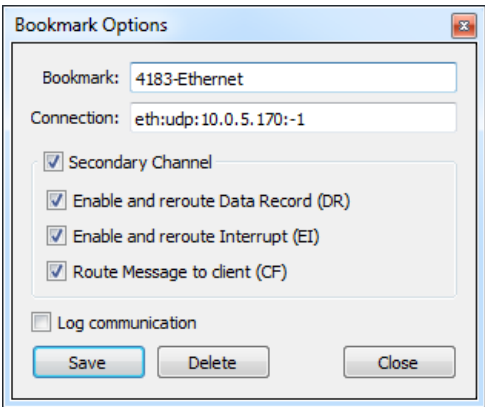 Bookmark Options
Bookmark: 4183-Ethernet
Connection: eth:udp:10.0.5.170:-1
Secondary Channel
Enable and reroute Data Record (DR)
Enable and reroute Interrupt (EI)
Route Message to client (CF)
Log communication
Save Delete Close